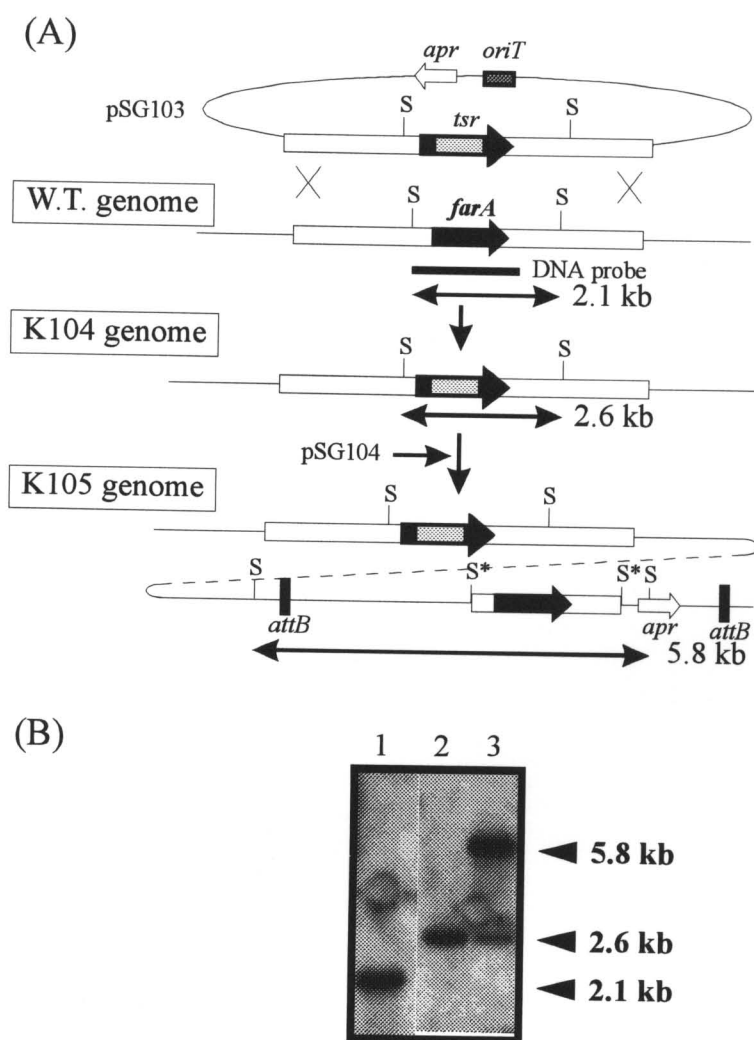 (A)
apr oriT
pSG103
S tsr S
W.T. genome
S farA S
DNA probe
2.1 kb
K104 genome
S S
2.6 kb
pSG104
K105 genome
S S
S S* S* S
attB apr attB
5.8 kb
(B)
1 2 3
5.8 kb
2.6 kb
2.1 kb